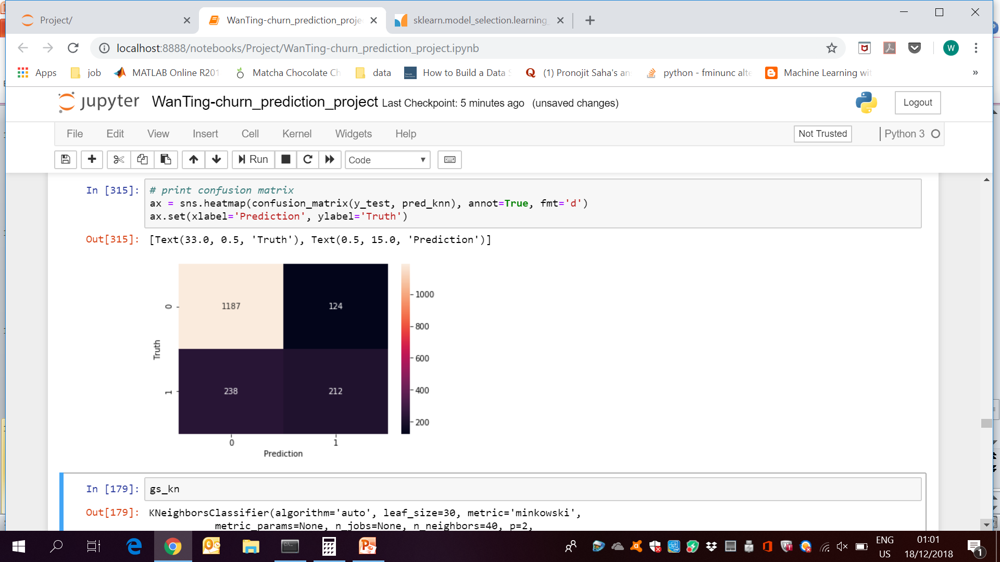 Project/
WanTing-churn_prediction_proje
sklearn.model_selection.learning_
localhost:8888/notebooks/Project/WanTing-churn_prediction_project.ipynb
W
Apps
job
MATLAB Online R201
Matcha Chocolate Ch
data
How to Build a Data S
(1) Pronojit Saha's an
python - fminunc alte
Machine Learning wit
»
jupyter
WanTing-churn_prediction_project Last Checkpoint: 5 minutes ago (unsaved changes)
Logout
File
Edit
View
Insert
Cell
Kernel
Widgets
Help
Not Trusted
Python 3
Run
Code
In [315]:
# print confusion matrix
ax = sns.heatmap(confusion_matrix(y_test, pred_knn), annot=True, fmt='d')
ax.set(xlabel='Prediction', ylabel='Truth')
Out[315]: [Text(33.0, 0.5, 'Truth'), Text(0.5, 15.0, 'Prediction')]
1187
124
238
212
0
1
Truth
0
1
Prediction
1000
800
600
400
200
In [179]: gs_kn
Out[179]: KNeighborsClassifier(algorithm='auto', leaf_size=30, metric='minkowski',
metric_params=None, n_jobs=None, n_neighbors=40, p=2,
ENG
US
01:01
18/12/2018
1